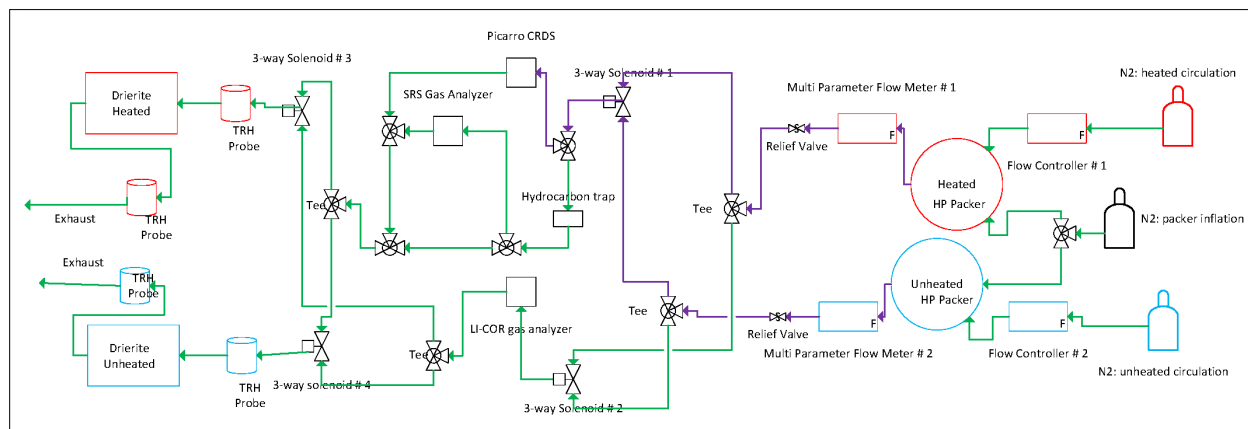 Picarro CRDS
3-way Solenoid # 3
3-way Solenoid # 1
N2: heated circulation
SRS Gas Analyzer
Multi Parameter Flow Meter # 1
Drierite
Heated
TRH
Probe
F
F
Relief Valve
Flow Controller # 1
Heated
HP Packer
Hydrocarbon trap
Tee
Tee
Exhaust
TRH
Probe
N2: packer inflation
Exhaust
TRH
Probe
Unheated
HP Packer
Tee
LI-COR gas analyzer
F
F
Drierite
Unheated
Tee
Relief Valve
Multi Parameter Flow Meter # 2
Flow Controller # 2
N2: unheated circulation
TRH
Probe
3-way solenoid # 4
3-way Solenoid # 2